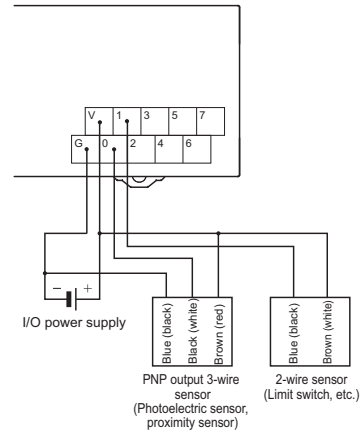 V 1 3 5 7
G 0 2 4 6
− +
I/O power supply
Blue (black)
Black (white)
Brown (red)
Blue (black)
Brown (white)
PNP output 3-wire
sensor
(Photoelectric sensor,
proximity sensor)
2-wire sensor
(Limit switch, etc.)